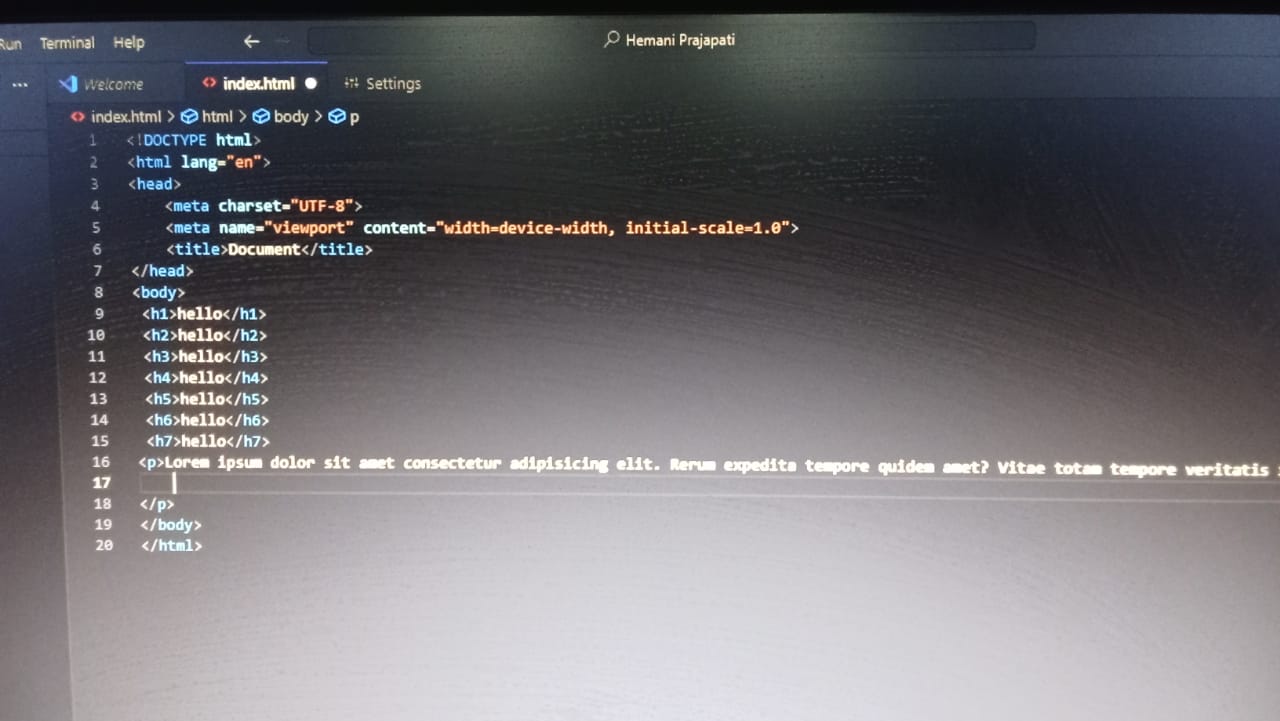 Run Terminal Help ← Hemani Prajapati
... Welcome index.html Settings
index.html > html > body > p
1 <!DOCTYPE html>
2 <html lang="en">
3 <head>
4 <meta charset="UTF-8">
5 <meta name="viewport" content="width=device-width, initial-scale=1.0">
6 <title>Document</title>
7 </head>
8 <body>
9 <h1>hello</h1>
10 <h2>hello</h2>
11 <h3>hello</h3>
12 <h4>hello</h4>
13 <h5>hello</h5>
14 <h6>hello</h6>
15 <h7>hello</h7>
16 <p>Lorem ipsum dolor sit amet consectetur adipisicing elit. Rerum expedita tempore quidem amet? Vitae totam tempore veritatis
17
18 </p>
19 </body>
20 </html>